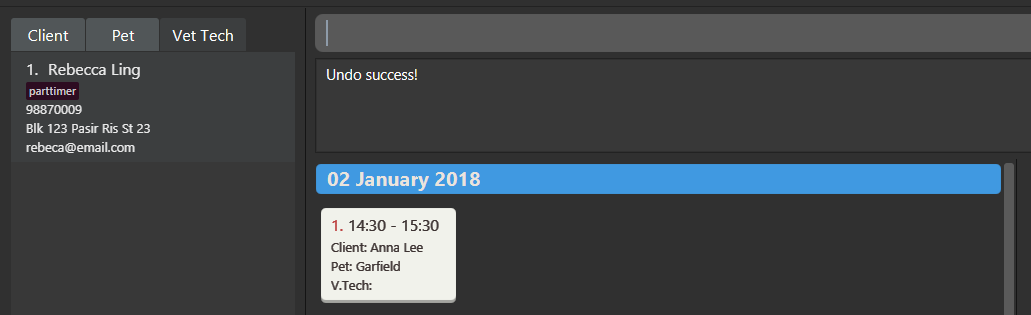 Client Pet Vet Tech
1. Rebecca Ling
parttimer
98870009
Blk 123 Pasir Ris St 23
rebeca@email.com
Undo success!
02 January 2018
1. 14:30 - 15:30
Client: Anna Lee
Pet: Garfield
V.Tech: